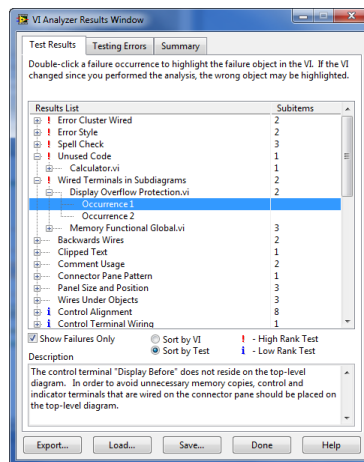 VI Analyzer Results Window
Test Results Testing Errors Summary
Double-click a failure occurrence to highlight the failure object in the VI. If the VI
changed since you performed the analysis, the wrong object may be highlighted.
Results List Subitems
! Error Cluster Wired 2
! Error Style 2
! Spell Check 3
! Unused Code 1
Calculator.vi 1
! Wired Terminals in Subdiagrams 2
Display Overflow Protection.vi 2
Occurrence 1
Occurrence 2
Memory Functional Global.vi 3
Backwards Wires 2
Clipped Text 1
Comment Usage 2
Connector Pane Pattern 1
Panel Size and Position 3
Wires Under Objects 3
i Control Alignment 8
i Control Terminal Wiring 1
Show Failures Only Sort by VI ! - High Rank Test
Sort by Test i - Low Rank Test
Description
The control terminal "Display Before" does not reside on the top-level
diagram. In order to avoid unnecessary memory copies, control and
indicator terminals that are wired on the connector pane should be placed on
the top-level diagram.
Export... Load... Save... Done Help